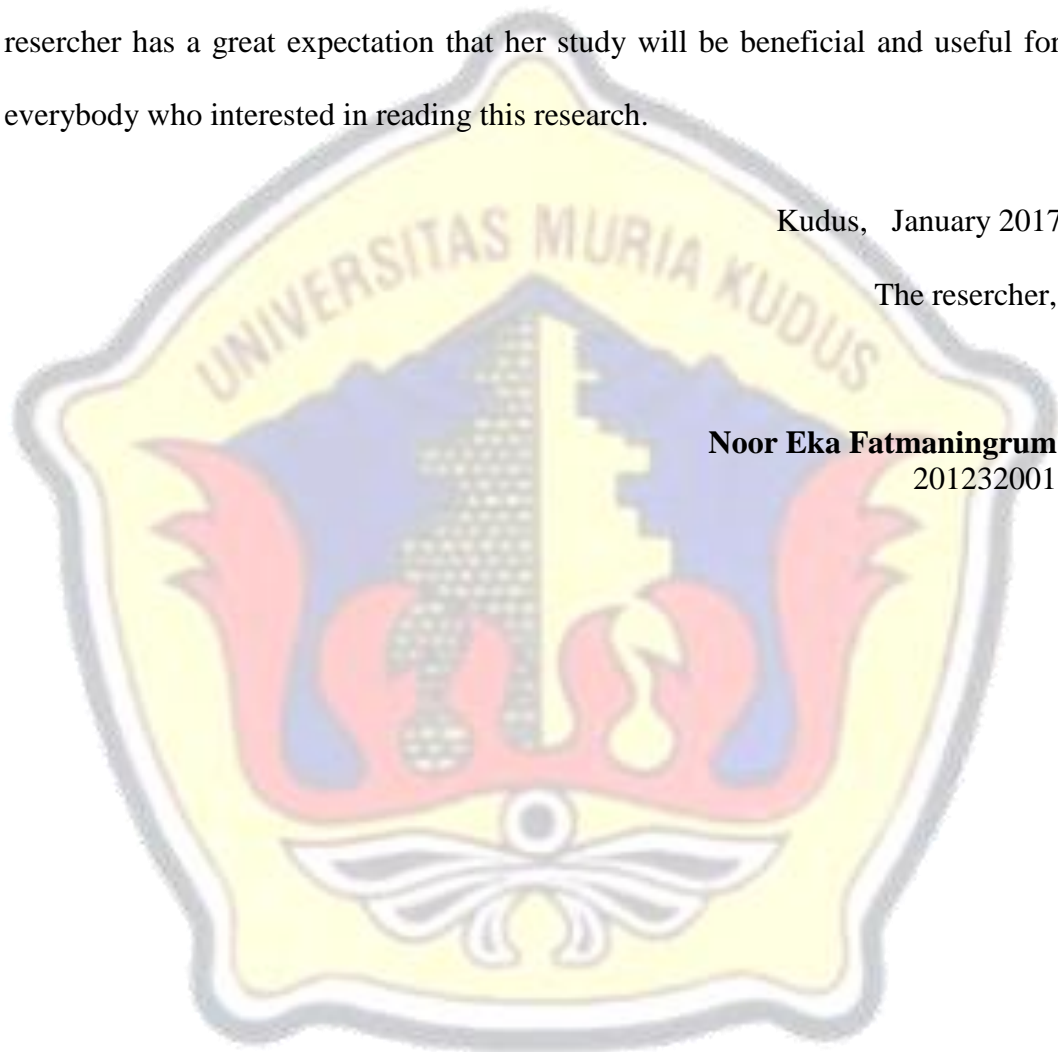 resercher has a great expectation that her study will be beneficial and useful for
everybody who interested in reading this research.
Kudus, January 2017
The resercher,
Noor Eka Fatmaningrum
201232001
UNIVERSITAS MURIA KUDUS